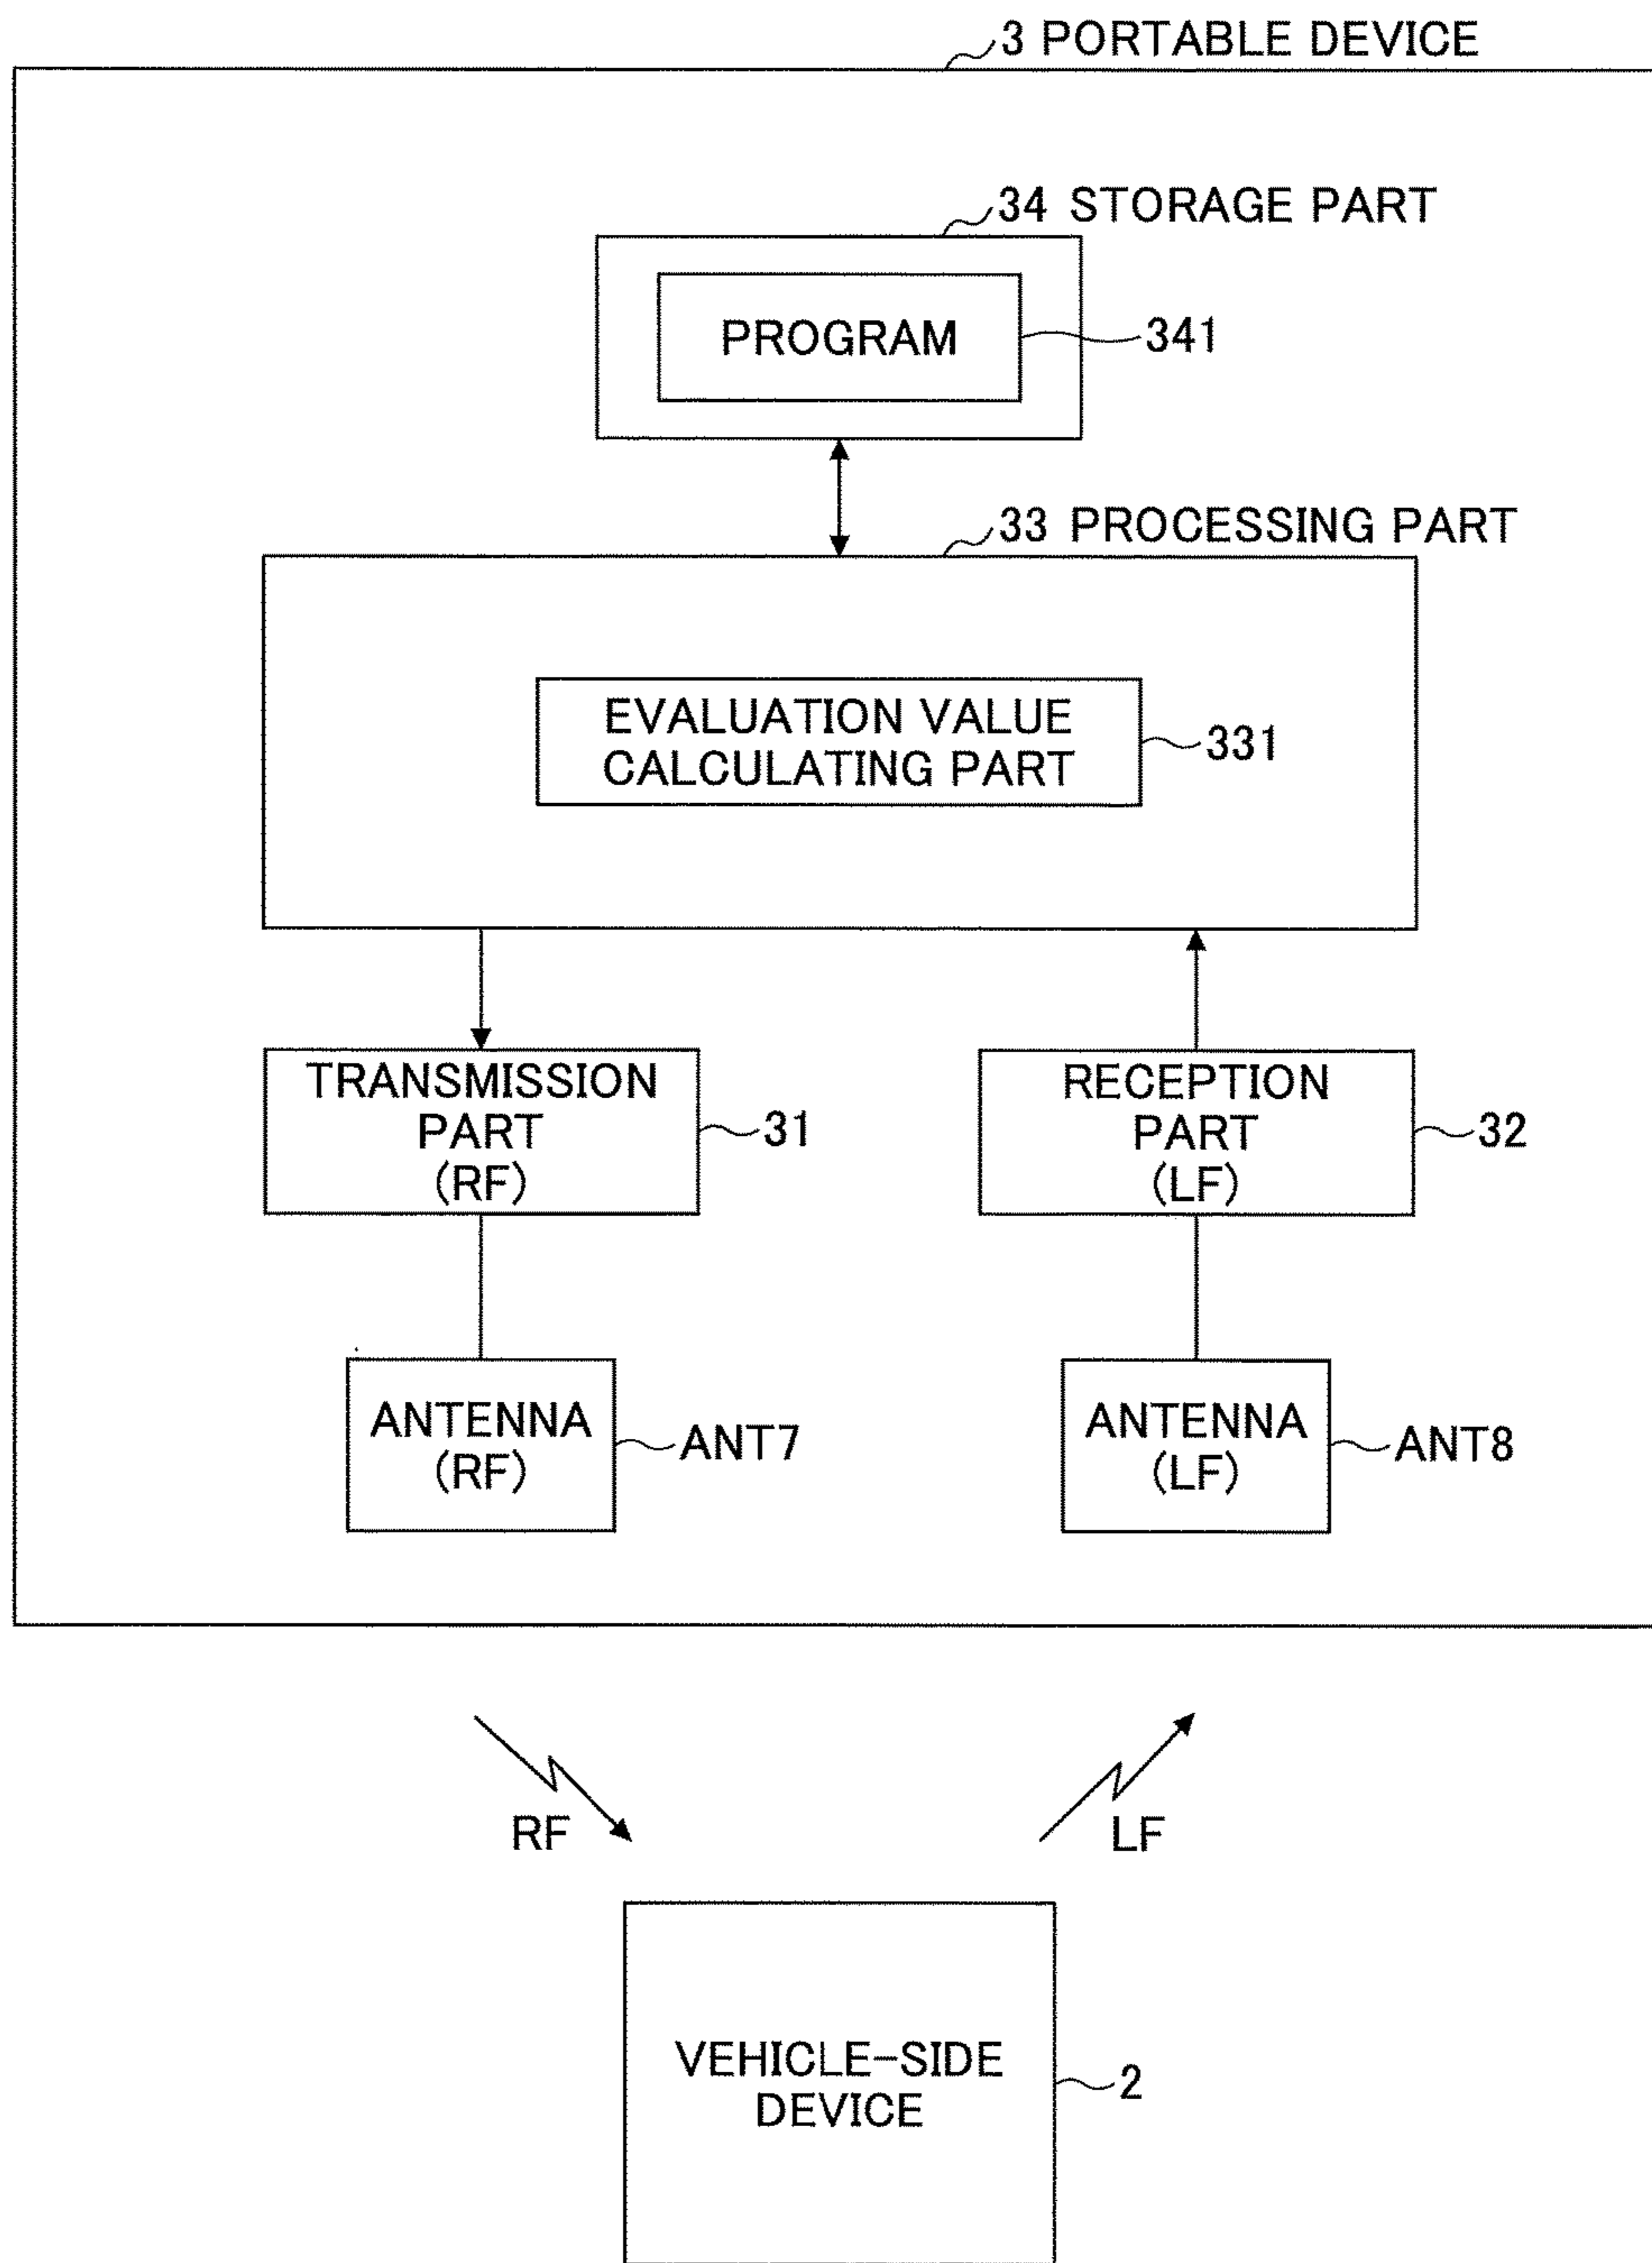 3 PORTABLE DEVICE
34 STORAGE PART
PROGRAM
341
33 PROCESSING PART
EVALUATION VALUE
CALCULATING PART
331
TRANSMISSION
PART
(RF)
31
RECEPTION
PART
(LF)
32
ANTENNA
(RF)
ANT7
ANTENNA
(LF)
ANT8
RF
LF
VEHICLE-SIDE
DEVICE
2